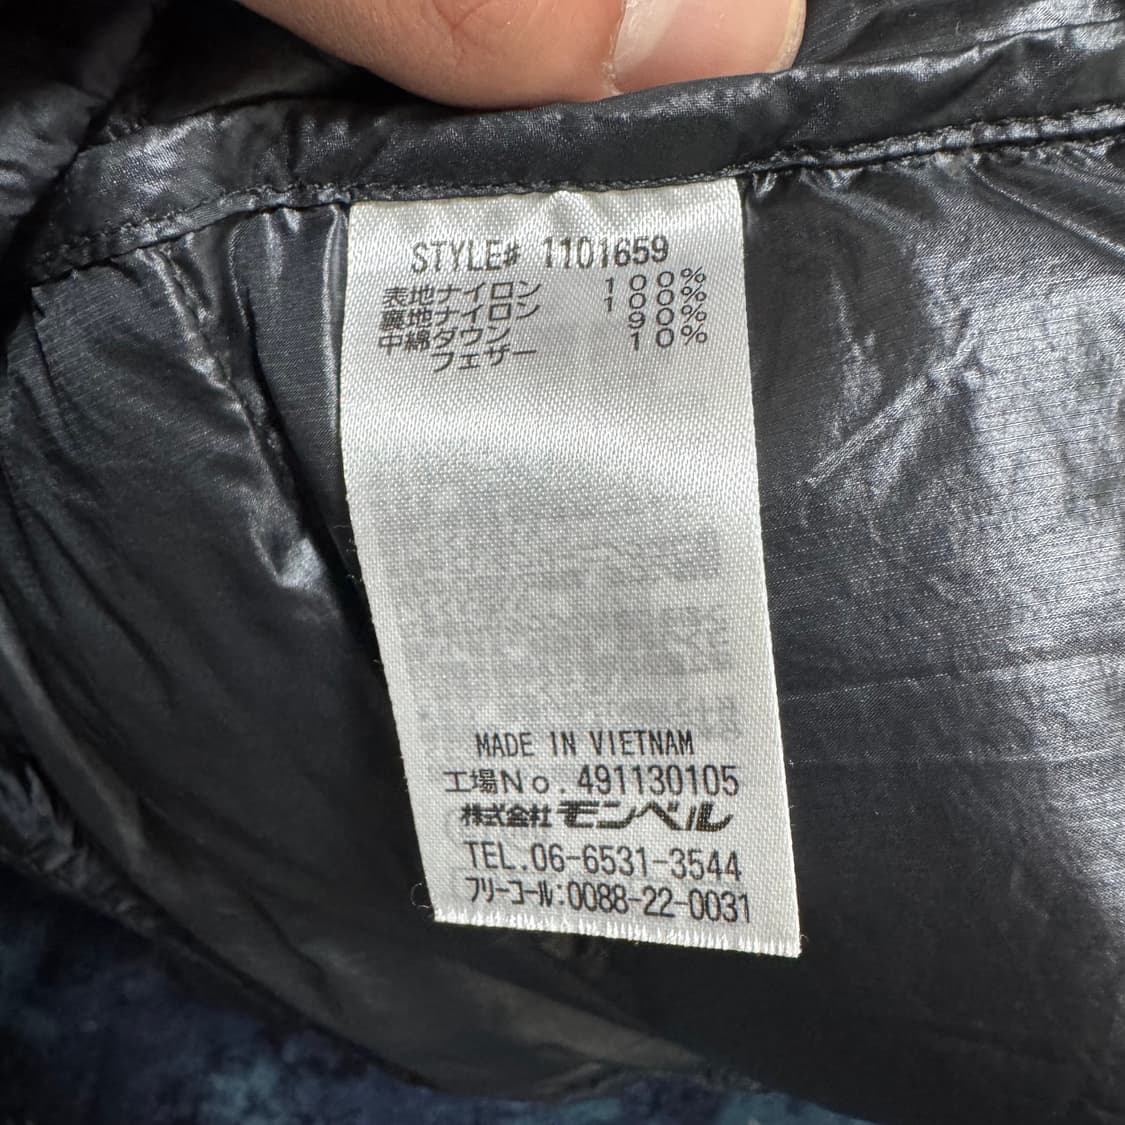 STYLE# 1101659
表地ナイロン 100%
裏地ナイロン 100%
中綿ダウン 90%
フェザー 10%
MADE IN VIETNAM
工場No.491130105
株式会社モンベル
TEL.06-6531-3544
フリーコール:0088-22-0031